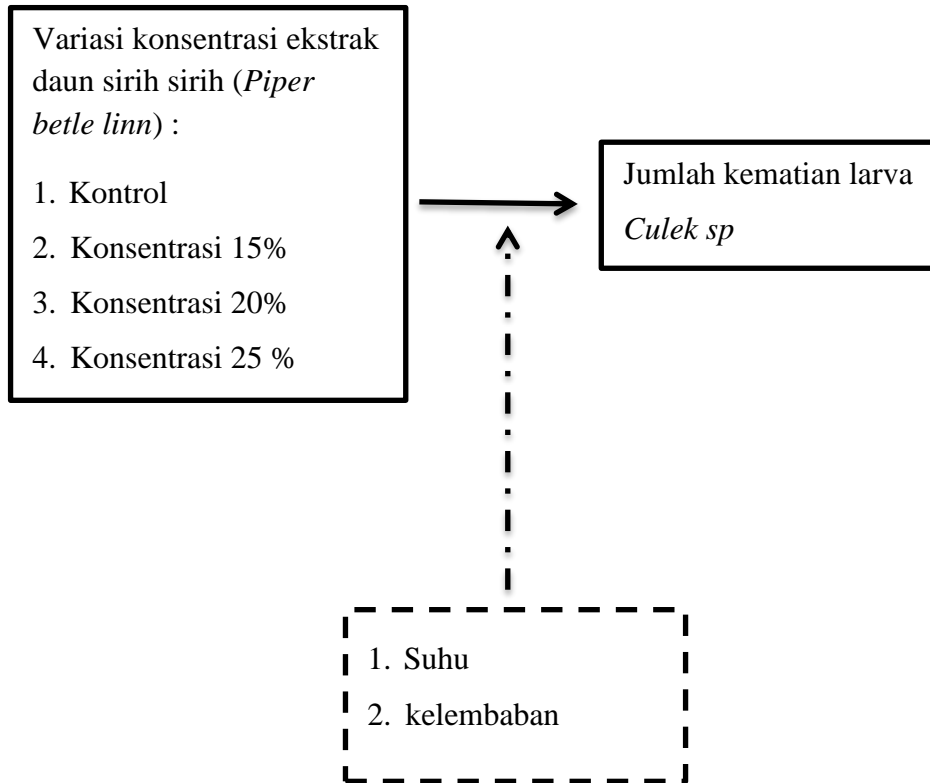 Variasi konsentrasi ekstrak
daun sirih sirih (Piper
betle linn) :
1. Kontrol
2. Konsentrasi 15%
3. Konsentrasi 20%
4. Konsentrasi 25 %
Jumlah kematian larva
Culek sp
1. Suhu
2. kelembaban